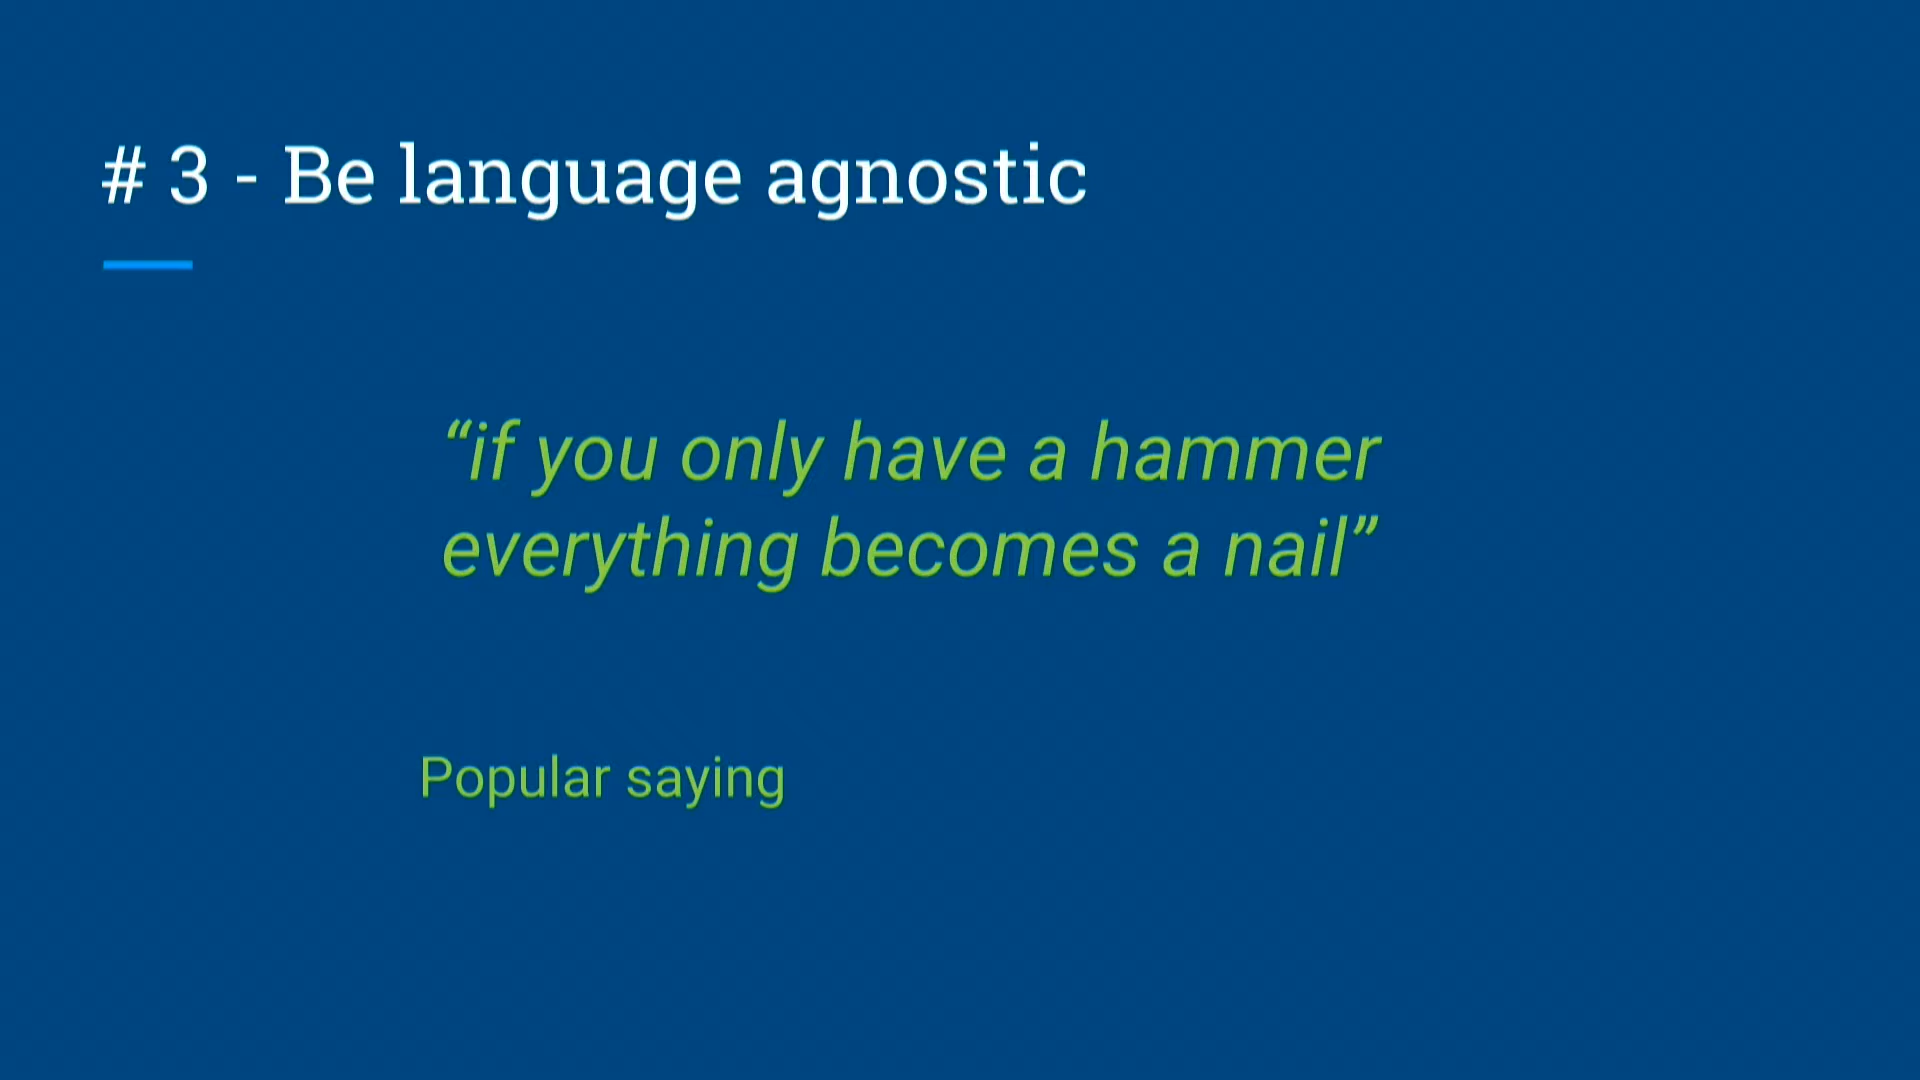 # 3 - Be language agnostic
“if you only have a hammer
everything becomes a nail”
Popular saying